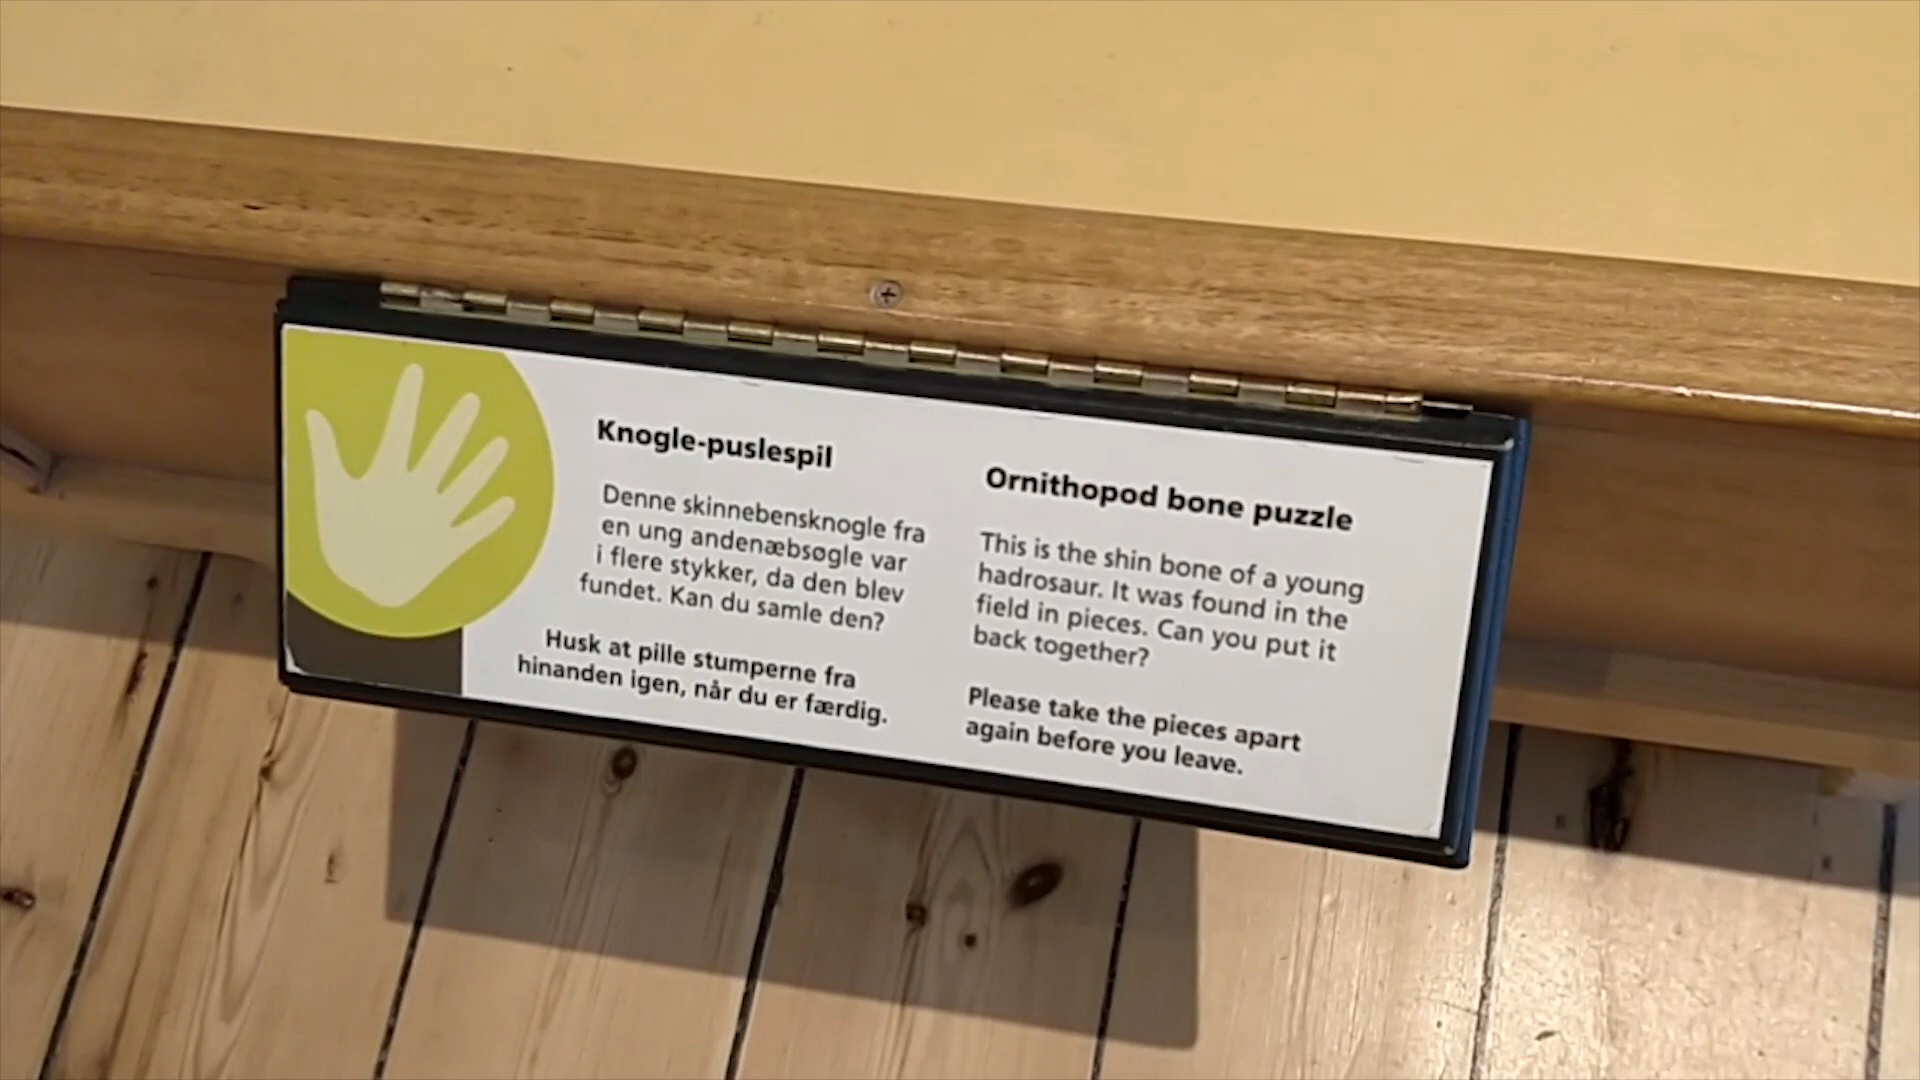 Knogle-puslespil
Denne skinnebensknogle fra
en ung andenæbsøgle var
i flere stykker, da den blev
fundet. Kan du samle den?
Husk at pille stumperne fra
hinanden igen, når du er færdig.
Ornithopod bone puzzle
This is the shin bone of a young
hadrosaur. It was found in the
field in pieces. Can you put it
back together?
Please take the pieces apart
again before you leave.